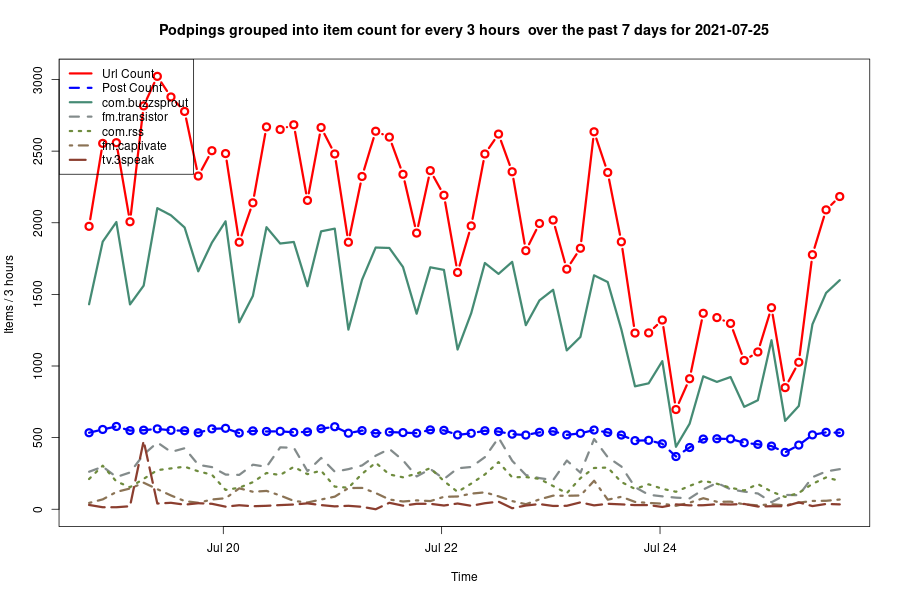 Podpings grouped into item count for every 3 hours  over the past 7 days for 2021-07-25
Url Count
Post Count
com.buzzsprout
fm.transistor
com.rss
fm.captivate
tv.3speak
3000
2500
2000
1500
1000
500
0
Items / 3 hours
Jul 20
Jul 22
Jul 24
Time